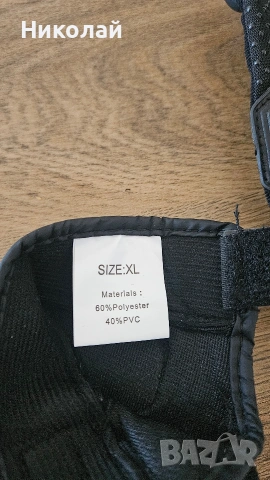 Николай
SIZE:XL
Materials :
60%Polyester
40%PVC
BAZAR